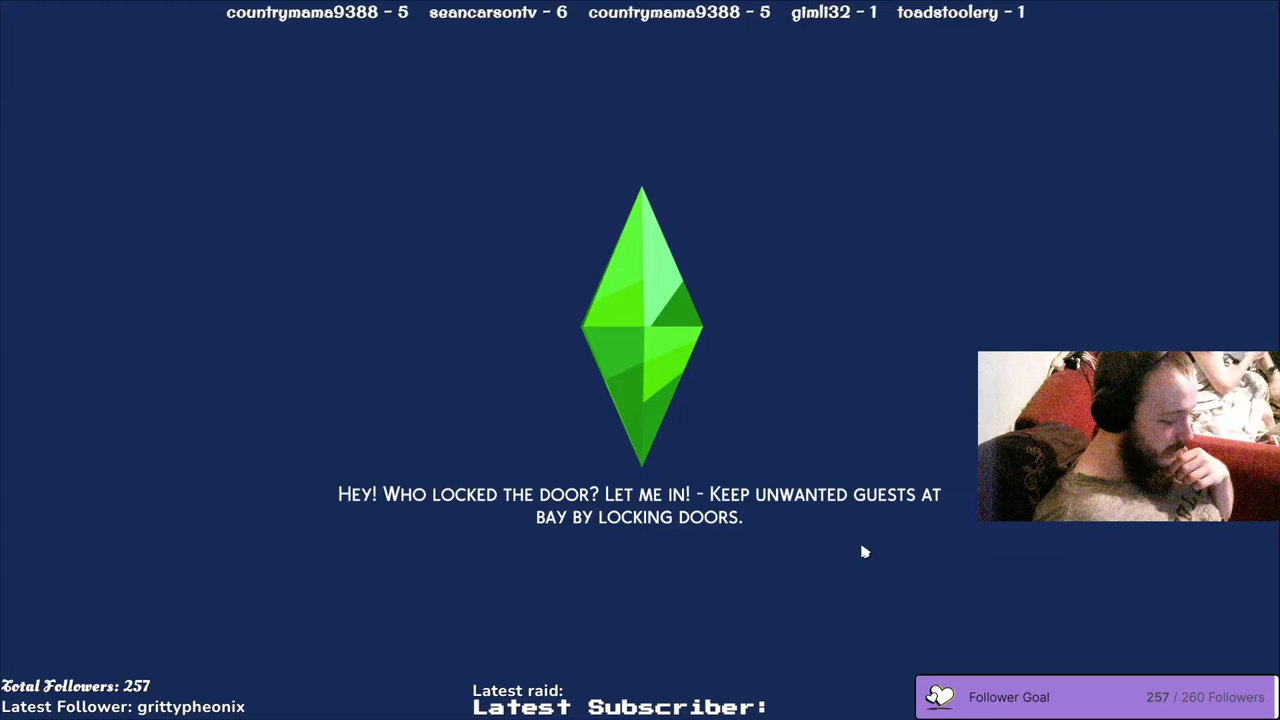 countrymama9388 - 5 seancarsontv - 6 countrymama9388 - 5 gimli32 - 1 toadstoolery - 1
Hey! Who locked the door? Let me in! - Keep unwanted guests at
bay by locking doors.
Total Followers: 257
Latest Follower: grittypheonix
Latest raid:
Latest Subscriber:
Follower Goal 257 / 260 Followers